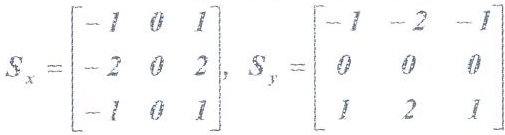 S_x = [ -1 0 1 ; -2 0 2 ; -1 0 1 ], S_y = [ -1 -2 -1 ; 0 0 0 ; 1 2 1 ]